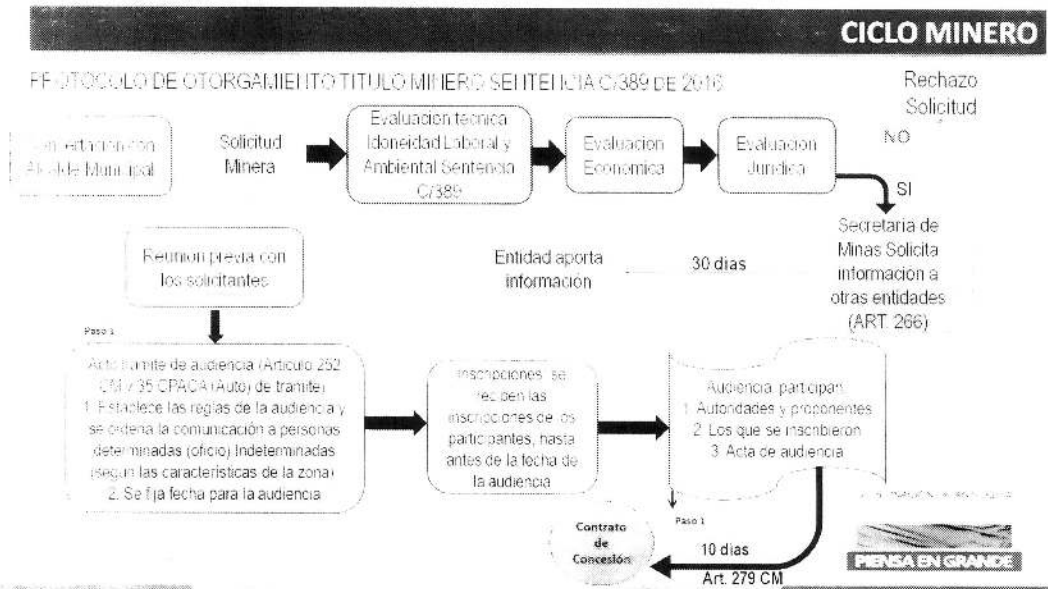 CICLO MINERO
PROTOCOLO DE OTORGAMIENTO TITULO MINERO SENTENCIA C/389 DE 2016
Rechazo
Solicitud
NO
SI
con
Alcalde Municipal
Solicitud
Minera
Evaluacion tecnica
Idoneidad Laboral y
Ambiental Sentencia
C/389
Evaluacion
Economica
Evaluacion
Juridica
Secretaria de
Minas Solicita
informacion a
otras entidades
(ART. 266)
30 dias
Entidad aporta
información
Reunion previa con
los solicitantes
Paso 1
tramite de audiencia (Articulo 252
CM y 35 CPACA (Auto) de tramite)
1. Establece las reglas de la audiencia y
se ordena la comunicación a personas
determinadas (oficio) Indeterminadas
(segun las características de la zona)
2. Se fija fecha para la audiencia
Inscripciones, se
reciben las
inscripciones de los
participantes, hasta
antes de la fecha de
la audiencia
Audiencia, participan
1. Autoridades y proponentes
2. Los que se inscribieron
3. Acta de audiencia
Paso 1
Contrato
de
Concesión
10 dias
Art. 279 CM
PIENSA EN GRANDE